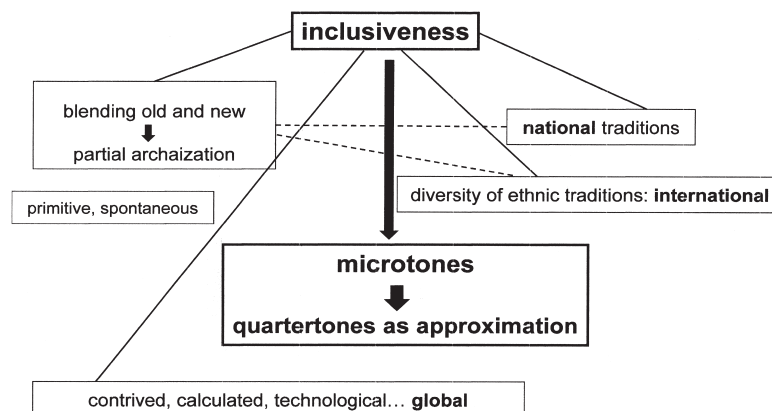 inclusiveness
blending old and new
partial archaization
national traditions
diversity of ethnic traditions: international
primitive, spontaneous
microtones
quartertones as approximation
contrived, calculated, technological... global